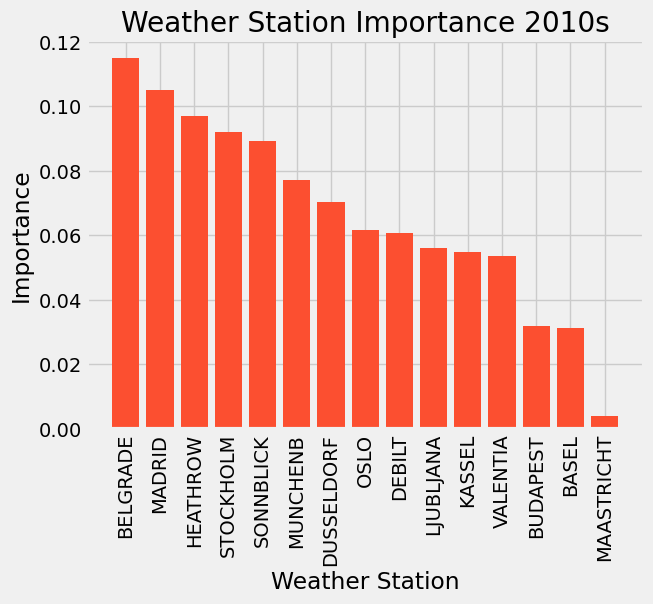 Weather Station Importance 2010s
0.12
0.10
0.08
0.06
0.04
0.02
0.00
Importance
BELGRADE
MADRID
HEATHROW
STOCKHOLM
SONNBLICK
MUNCHENB
DUSSELDORF
OSLO
DEBILT
LJUBLJANA
KASSEL
VALENTIA
BUDAPEST
BASEL
MAASTRICHT
Weather Station